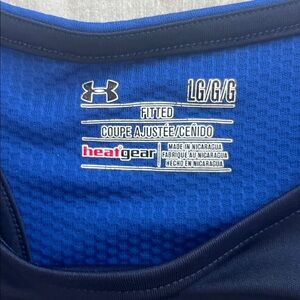 LG/G/G
FITTED
COUPE AJUSTÉE/CEÑIDO
heatgear
MADE IN NICARAGUA
FABRIQUÉ AU NICARAGUA
HECHO EN NICARAGUA